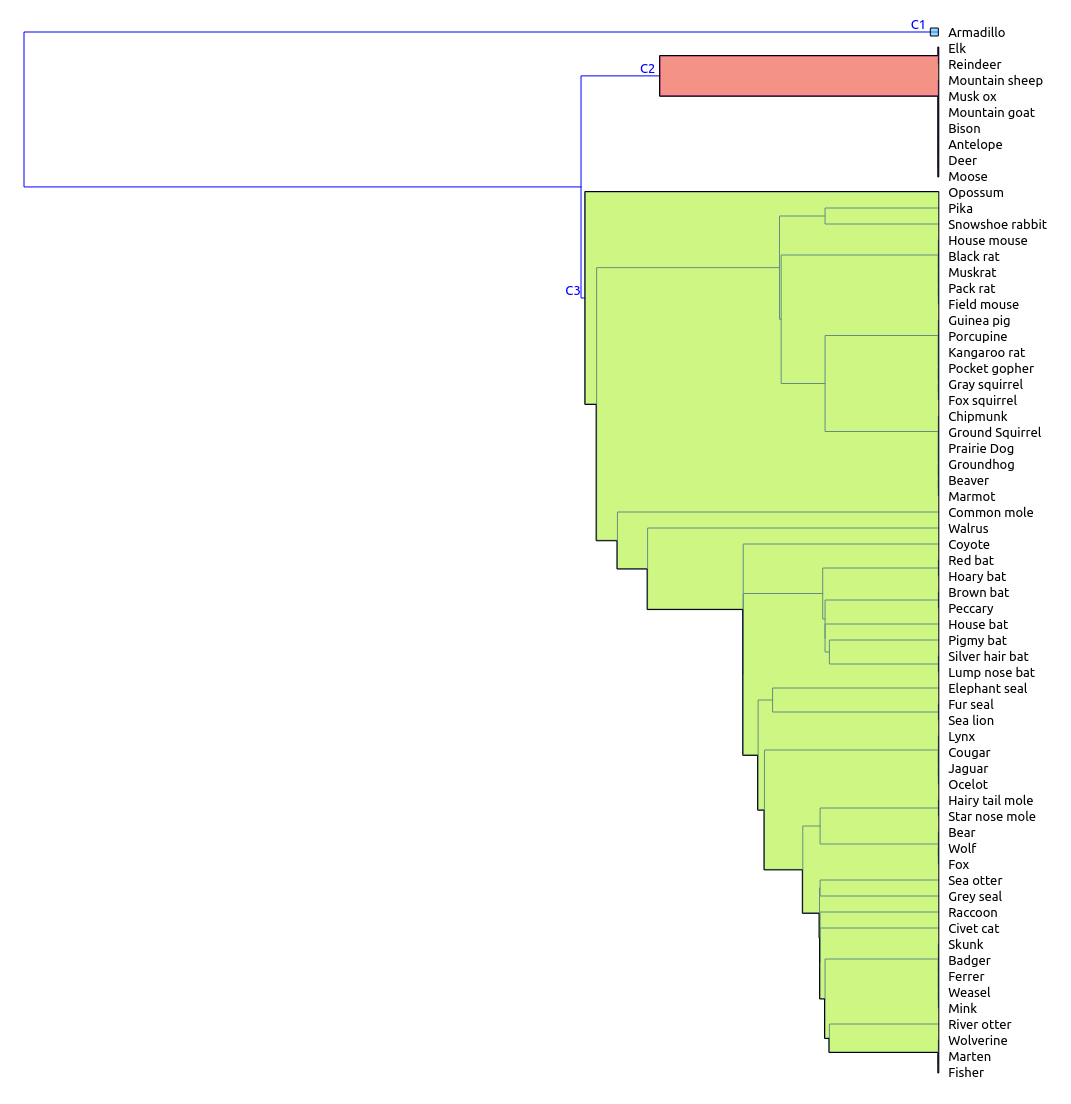 C1
Armadillo
Elk
C2
Reindeer
Mountain sheep
Musk ox
Mountain goat
Bison
Antelope
Deer
Moose
Opossum
Pika
Snowshoe rabbit
House mouse
Black rat
Muskrat
C3
Pack rat
Field mouse
Guinea pig
Porcupine
Kangaroo rat
Pocket gopher
Gray squirrel
Fox squirrel
Chipmunk
Ground Squirrel
Prairie Dog
Groundhog
Beaver
Marmot
Common mole
Walrus
Coyote
Red bat
Hoary bat
Brown bat
Peccary
House bat
Pigmy bat
Silver hair bat
Lump nose bat
Elephant seal
Fur seal
Sea lion
Lynx
Cougar
Jaguar
Ocelot
Hairy tail mole
Star nose mole
Bear
Wolf
Fox
Sea otter
Grey seal
Raccoon
Civet cat
Skunk
Badger
Ferrer
Weasel
Mink
River otter
Wolverine
Marten
Fisher